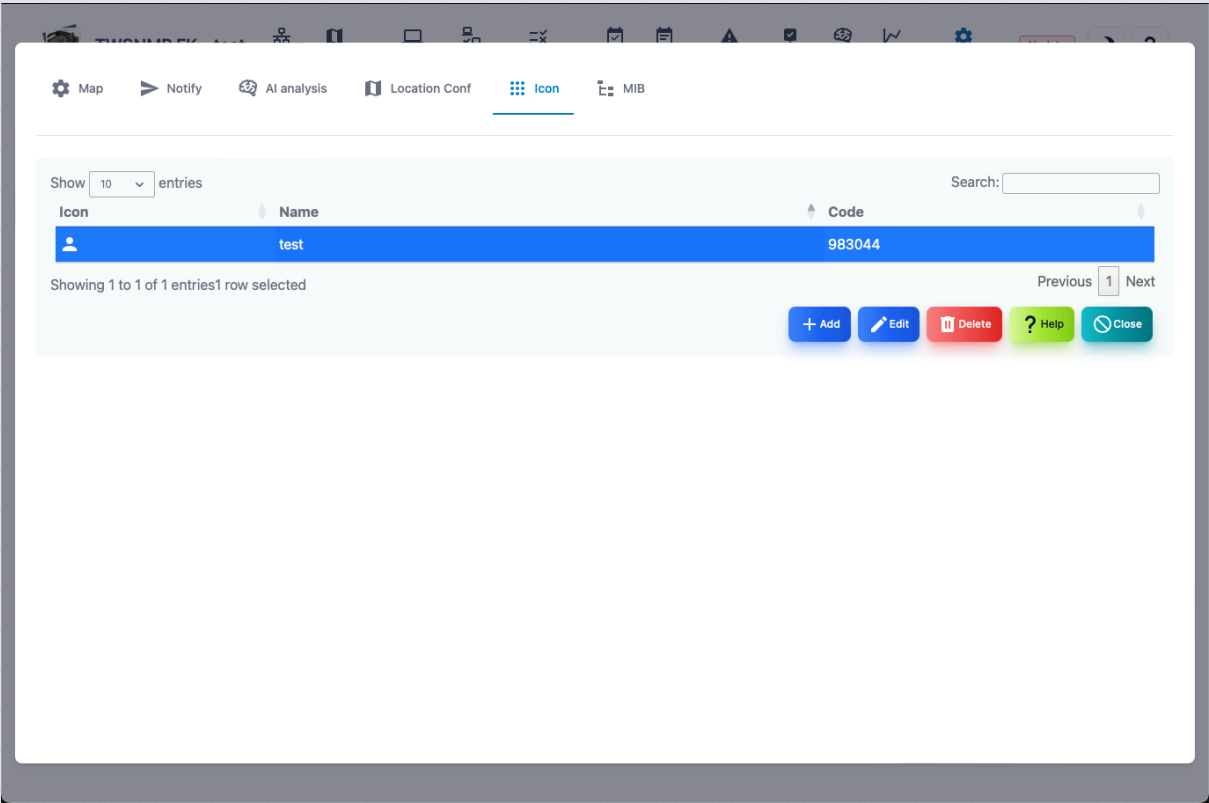 Map Notify AI analysis Location Conf Icon MIB
Show 10 entries Search:
Icon Name Code
test 983044
Showing 1 to 1 of 1 entries1 row selected Previous 1 Next
Add Edit Delete Help Close